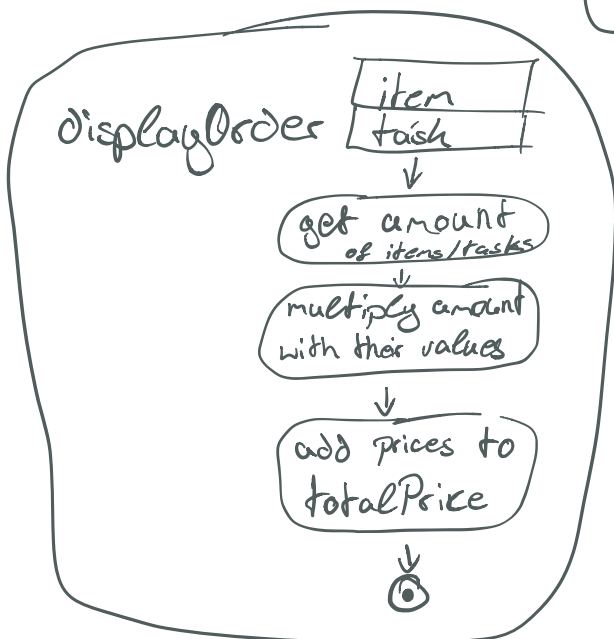 displayOrder
item
task
get amount
of items/tasks
multiply amount
with their values
add prices to
totalPrice